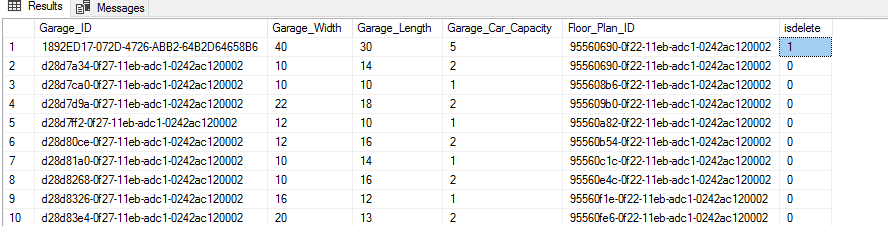 Results Messages
Garage_ID Garage_Width Garage_Length Garage_Car_Capacity Floor_Plan_ID isdelete
1 1892ED17-072D-4726-ABB2-64B2D64658B6 40 30 5 95560690-0f22-11eb-adc1-0242ac120002 1
2 d28d7a34-0f27-11eb-adc1-0242ac120002 10 14 2 95560690-0f22-11eb-adc1-0242ac120002 0
3 d28d7ca0-0f27-11eb-adc1-0242ac120002 10 10 1 955608b6-0f22-11eb-adc1-0242ac120002 0
4 d28d7d9a-0f27-11eb-adc1-0242ac120002 22 18 2 955609b0-0f22-11eb-adc1-0242ac120002 0
5 d28d7ff2-0f27-11eb-adc1-0242ac120002 12 10 1 95560a82-0f22-11eb-adc1-0242ac120002 0
6 d28d80ce-0f27-11eb-adc1-0242ac120002 12 16 2 95560b54-0f22-11eb-adc1-0242ac120002 0
7 d28d81a0-0f27-11eb-adc1-0242ac120002 10 14 1 95560c1c-0f22-11eb-adc1-0242ac120002 0
8 d28d8268-0f27-11eb-adc1-0242ac120002 10 16 2 95560e4c-0f22-11eb-adc1-0242ac120002 0
9 d28d8326-0f27-11eb-adc1-0242ac120002 16 12 1 95560f1e-0f22-11eb-adc1-0242ac120002 0
10 d28d83e4-0f27-11eb-adc1-0242ac120002 20 13 2 95560fe6-0f22-11eb-adc1-0242ac120002 0